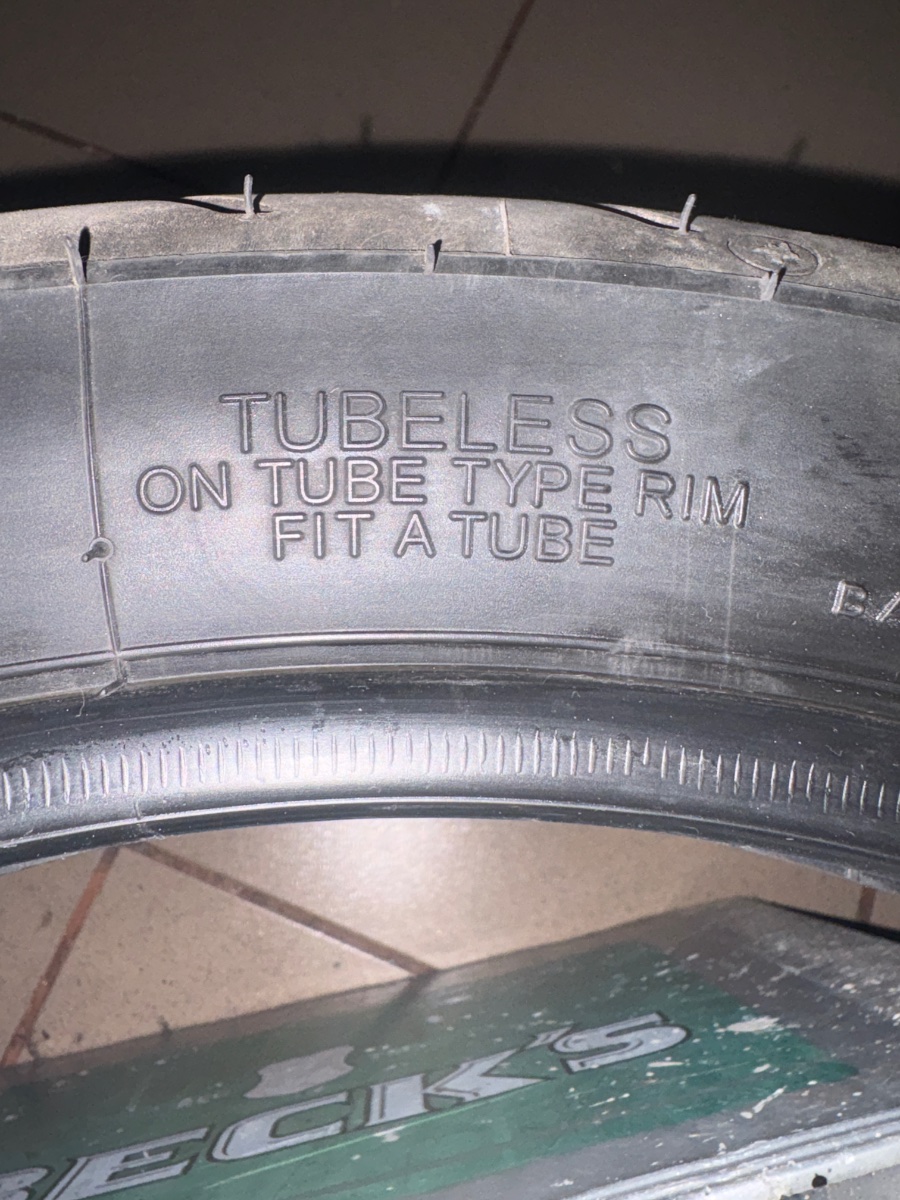 TUBELESS
ON TUBE TYPE RIM
FIT A TUBE
BECK'S